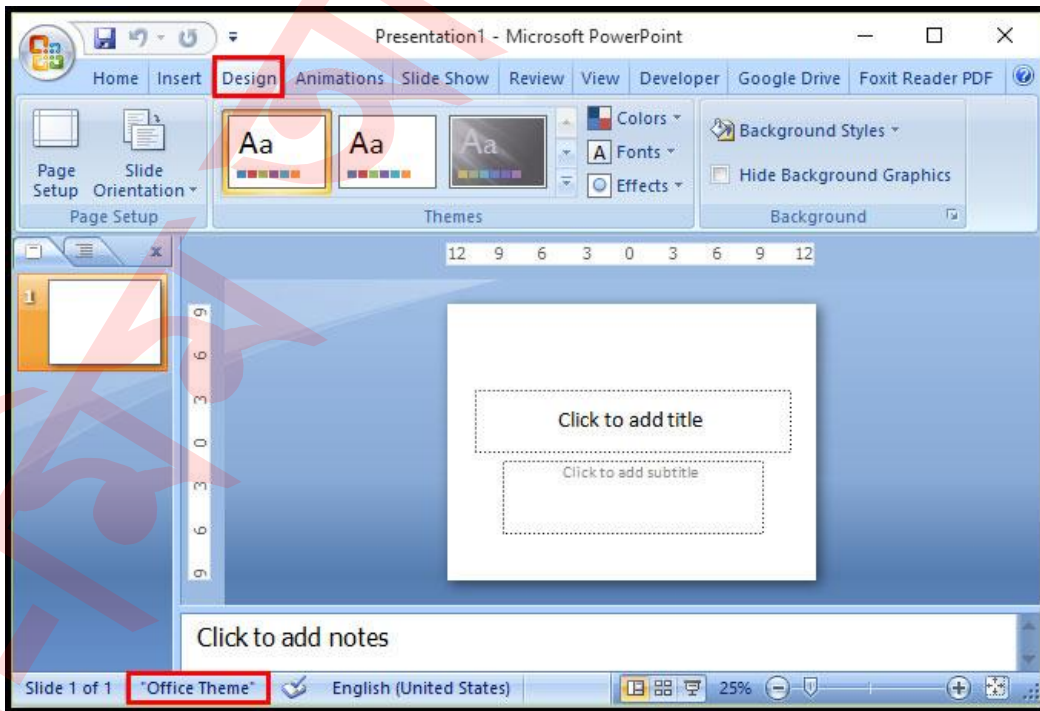 Presentation1 - Microsoft PowerPoint
Home Insert Design Animations Slide Show Review View Developer Google Drive Foxit Reader PDF
Page Setup
Slide Orientation
Aa Aa Aa
Colors
Fonts
Effects
Background Styles
Hide Background Graphics
Page Setup Themes Background
12 9 6 3 0 3 6 9 12
1
9
6
3
0
3
6
9
Click to add title
Click to add subtitle
Click to add notes
Slide 1 of 1 "Office Theme" English (United States) 25%